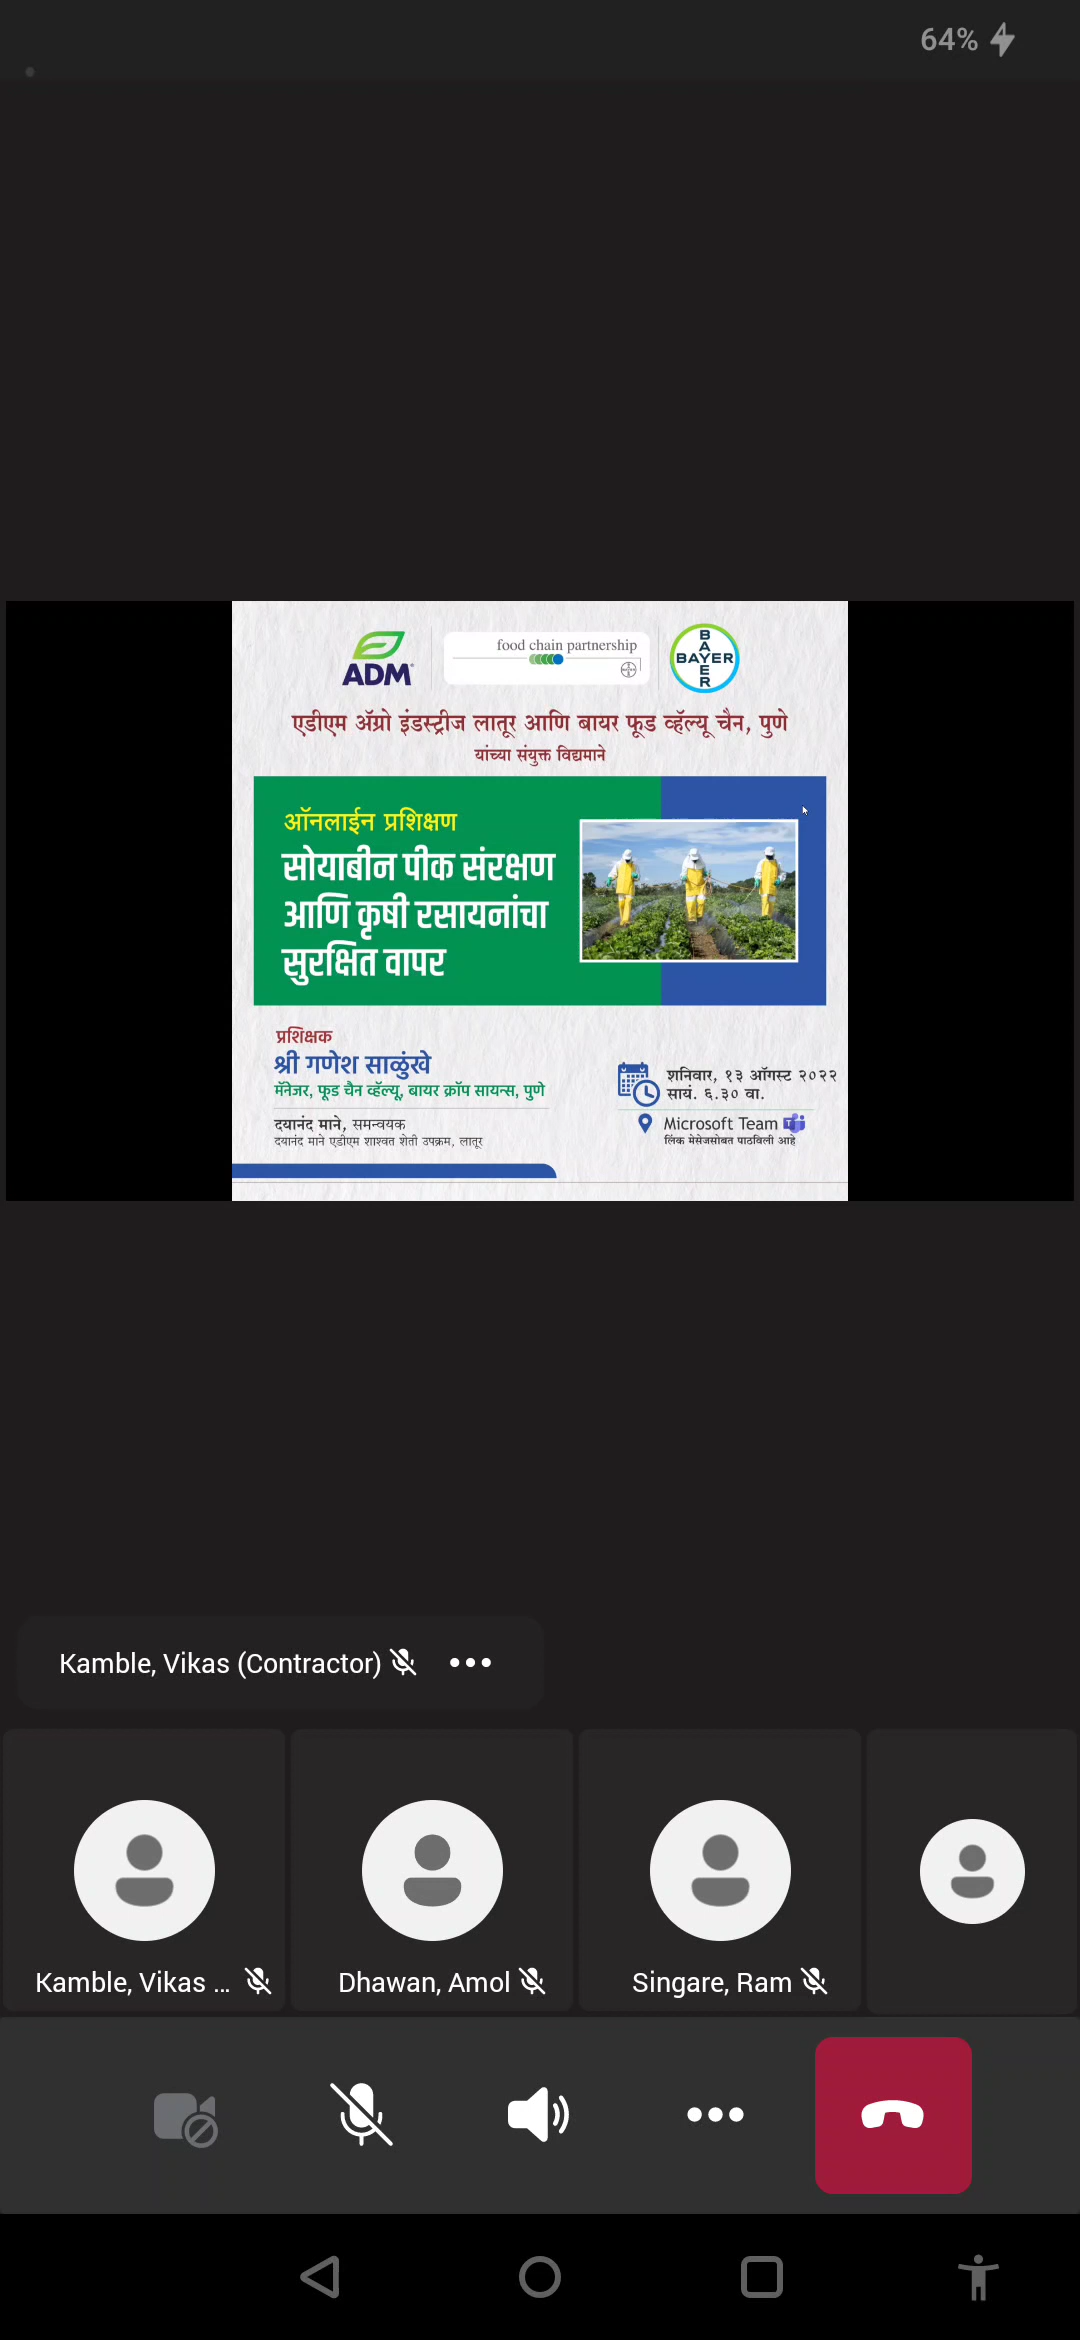 64%
ADM
food chain partnership
BAYER
BAYER
एडीएम ॲग्रो इंडस्ट्रीज लातूर आणि बायर फूड व्हॅल्यू चैन, पुणे
यांच्या संयुक्त विद्यमाने
ऑनलाईन प्रशिक्षण
सोयाबीन पीक संरक्षण
आणि कृषी रसायनांचा
सुरक्षित वापर
प्रशिक्षक
श्री गणेश साळुंखे
मॅनेजर, फूड चैन व्हॅल्यू, बायर क्रॉप सायन्स, पुणे
दयानंद माने, समन्वयक
दयानंद माने एडीएम शाश्वत शेती उपक्रम, लातूर
शनिवार, १३ ऑगस्ट २०२२
सायं. ६.३० वा.
Microsoft Team
लिंक मेसेजसोबत पाठविली आहे
Kamble, Vikas (Contractor)
Kamble, Vikas ...
Dhawan, Amol
Singare, Ram